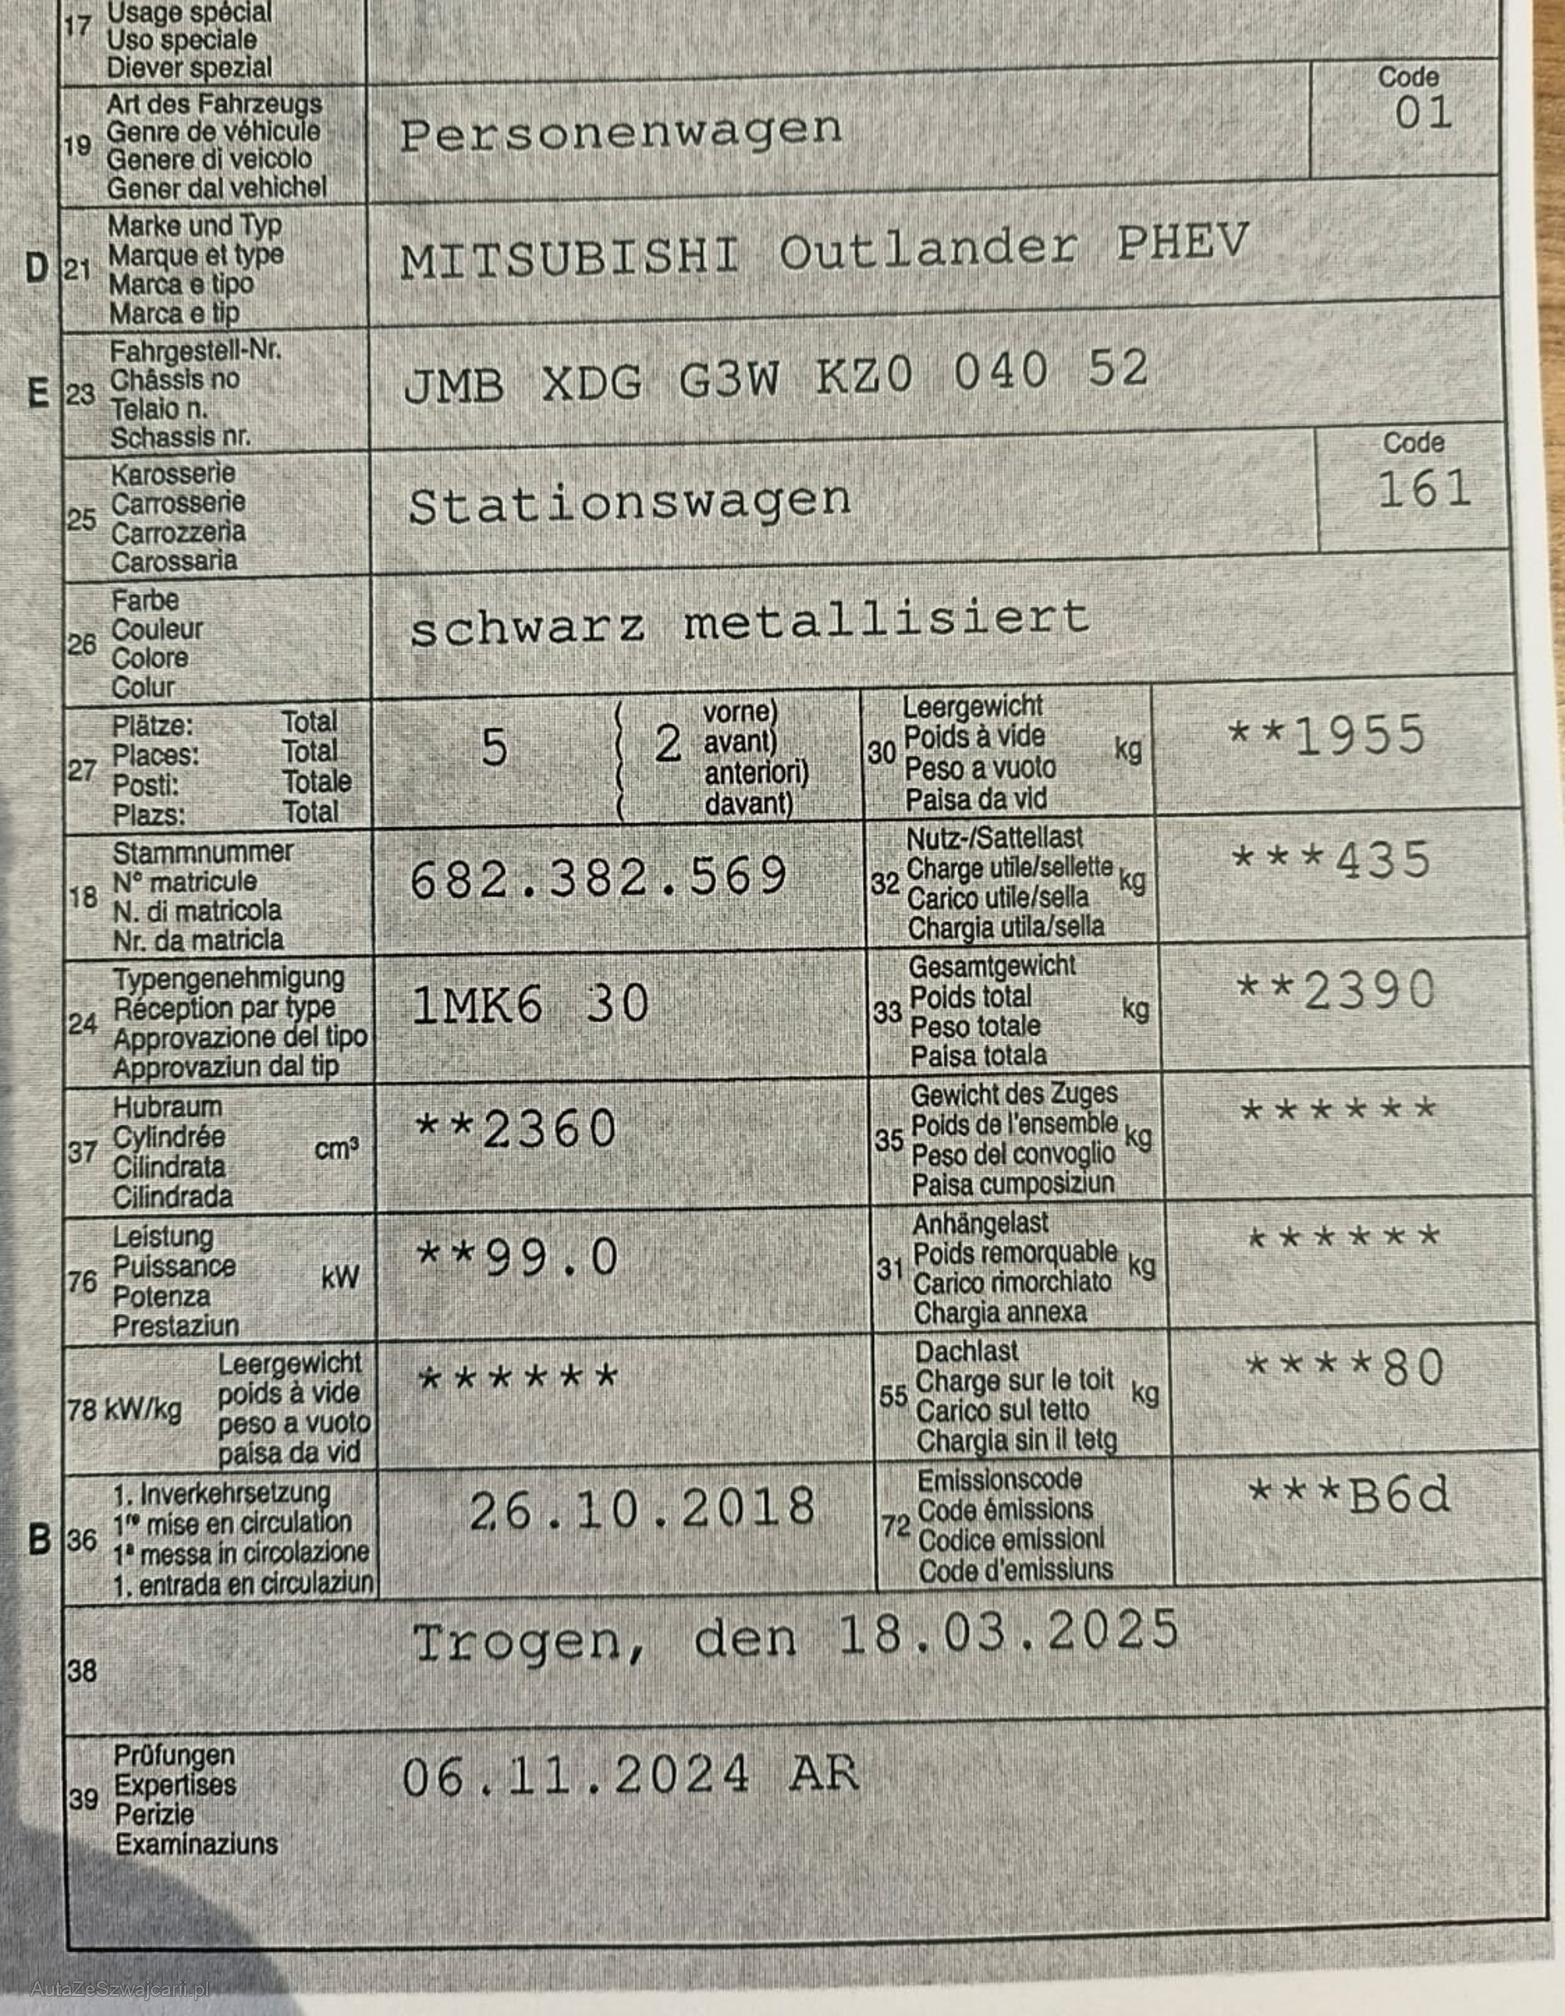 17 Usage spécial
Uso speciale
Diever spezial
19 Art des Fahrzeugs
Genre de véhicule
Genere di veicolo
Gener dal vehichel
Personenwagen
Code
01
D 21 Marke und Typ
Marque et type
Marca e tipo
Marca e tip
MITSUBISHI Outlander PHEV
E 23 Fahrgestell-Nr.
Châssis no
Telaio n.
Schassis nr.
JMB XDG G3W KZ0 040 52
25 Karosserie
Carrosserie
Carrozzeria
Carossaria
Stationswagen
Code
161
26 Farbe
Couleur
Colore
Colur
schwarz metallisiert
27 Plätze: Total
Places: Total
Posti: Totale
Plazs: Total
5 ( 2 vorne)
( avant)
( anteriori)
( davant)
30 Leergewicht
Poids à vide kg
Peso a vuoto
Paisa da vid
**1955
18 Stammnummer
N° matricule
N. di matricola
Nr. da matricla
682.382.569
32 Nutz-/Sattellast
Charge utile/sellette kg
Carico utile/sella
Chargia utila/sella
***435
24 Typengenehmigung
Réception par type
Approvazione del tipo
Approvaziun dal tip
1MK6 30
33 Gesamtgewicht
Poids total kg
Peso totale
Paisa totala
**2390
37 Hubraum
Cylindrée cm³
Cilindrata
Cilindrada
**2360
35 Gewicht des Zuges
Poids de l'ensemble kg
Peso del convoglio
Paisa cumposiziun
******
76 Leistung
Puissance kW
Potenza
Prestaziun
**99.0
31 Anhängelast
Poids remorquable kg
Carico rimorchiato
Chargia annexa
******
78 kW/kg Leergewicht
poids à vide
peso a vuoto
paisa da vid
******
55 Dachlast
Charge sur le toit kg
Carico sul tetto
Chargia sin il tetg
****80
B 36 1. Inverkehrsetzung
1re mise en circulation
1a messa in circolazione
1. entrada en circulaziun
26.10.2018
72 Emissionscode
Code émissions
Codice emissioni
Code d'emissiuns
***B6d
38 Trogen, den 18.03.2025
39 Prüfungen
Expertises
Perizie
Examinaziuns
06.11.2024 AR
AutaZeSzwajcarii.pl